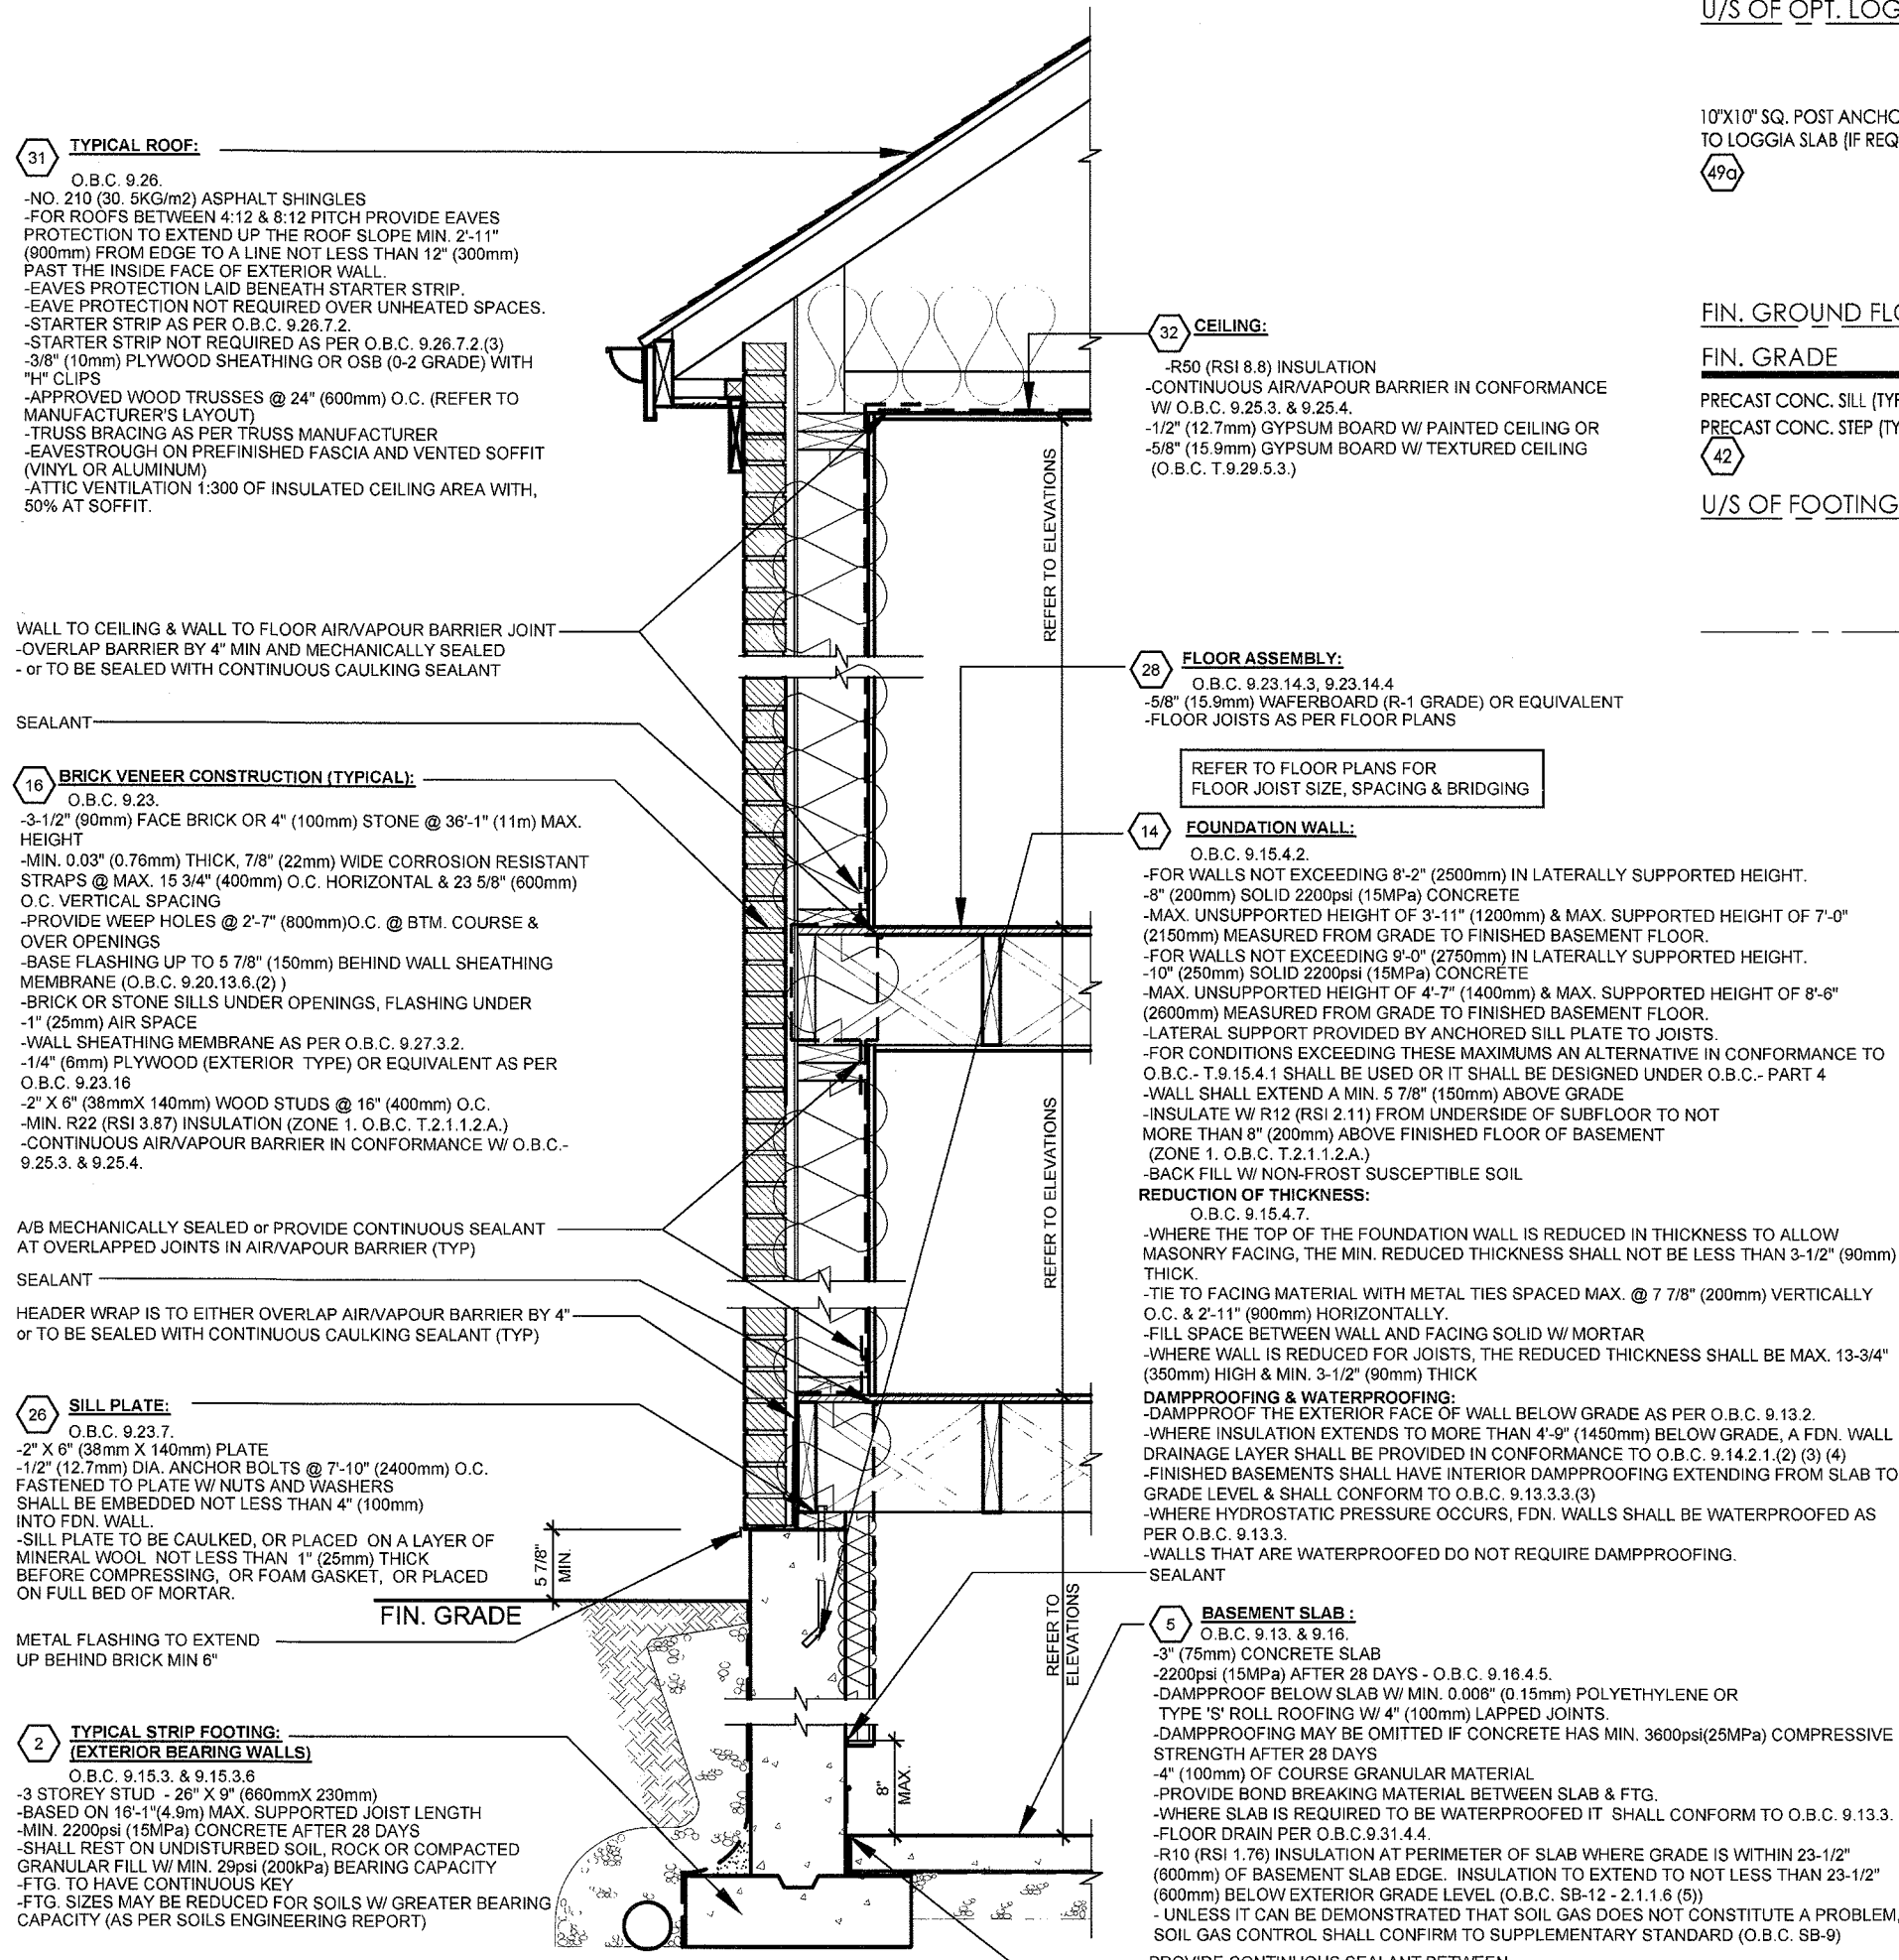 31
TYPICAL ROOF:
O.B.C. 9.26.
-NO. 210 (30. 5KG/m2) ASPHALT SHINGLES
-FOR ROOFS BETWEEN 4:12 & 8:12 PITCH PROVIDE EAVES
PROTECTION TO EXTEND UP THE ROOF SLOPE MIN. 2'-11"
(900mm) FROM EDGE TO A LINE NOT LESS THAN 12" (300mm)
PAST THE INSIDE FACE OF EXTERIOR WALL.
-EAVES PROTECTION LAID BENEATH STARTER STRIP.
-EAVE PROTECTION NOT REQUIRED OVER UNHEATED SPACES.
-STARTER STRIP AS PER O.B.C. 9.26.7.2.
-STARTER STRIP NOT REQUIRED AS PER O.B.C. 9.26.7.2.(3)
-3/8" (10mm) PLYWOOD SHEATHING OR OSB (0-2 GRADE) WITH
"H" CLIPS
-APPROVED WOOD TRUSSES @ 24" (600mm) O.C. (REFER TO
MANUFACTURER'S LAYOUT)
-TRUSS BRACING AS PER TRUSS MANUFACTURER
-EAVESTROUGH ON PREFINISHED FASCIA AND VENTED SOFFIT
(VINYL OR ALUMINUM)
-ATTIC VENTILATION 1:300 OF INSULATED CEILING AREA WITH,
50% AT SOFFIT.
WALL TO CEILING & WALL TO FLOOR AIR/VAPOUR BARRIER JOINT
-OVERLAP BARRIER BY 4" MIN AND MECHANICALLY SEALED
- or TO BE SEALED WITH CONTINUOUS CAULKING SEALANT
SEALANT
16
BRICK VENEER CONSTRUCTION (TYPICAL):
O.B.C. 9.23.
-3-1/2" (90mm) FACE BRICK OR 4" (100mm) STONE @ 36'-1" (11m) MAX.
HEIGHT
-MIN. 0.03" (0.76mm) THICK, 7/8" (22mm) WIDE CORROSION RESISTANT
STRAPS @ MAX. 15 3/4" (400mm) O.C. HORIZONTAL & 23 5/8" (600mm)
O.C. VERTICAL SPACING
-PROVIDE WEEP HOLES @ 2'-7" (800mm)O.C. @ BTM. COURSE &
OVER OPENINGS
-BASE FLASHING UP TO 5 7/8" (150mm) BEHIND WALL SHEATHING
MEMBRANE (O.B.C. 9.20.13.6.(2) )
-BRICK OR STONE SILLS UNDER OPENINGS, FLASHING UNDER
-1" (25mm) AIR SPACE
-WALL SHEATHING MEMBRANE AS PER O.B.C. 9.27.3.2.
-1/4" (6mm) PLYWOOD (EXTERIOR TYPE) OR EQUIVALENT AS PER
O.B.C. 9.23.16
-2" X 6" (38mmX 140mm) WOOD STUDS @ 16" (400mm) O.C.
-MIN. R22 (RSI 3.87) INSULATION (ZONE 1. O.B.C. T.2.1.1.2.A.)
-CONTINUOUS AIR/VAPOUR BARRIER IN CONFORMANCE W/ O.B.C.-
9.25.3. & 9.25.4.
A/B MECHANICALLY SEALED or PROVIDE CONTINUOUS SEALANT
AT OVERLAPPED JOINTS IN AIR/VAPOUR BARRIER (TYP)
SEALANT
HEADER WRAP IS TO EITHER OVERLAP AIR/VAPOUR BARRIER BY 4"
or TO BE SEALED WITH CONTINUOUS CAULKING SEALANT (TYP)
26
SILL PLATE:
O.B.C. 9.23.7.
-2" X 6" (38mm X 140mm) PLATE
-1/2" (12.7mm) DIA. ANCHOR BOLTS @ 7'-10" (2400mm) O.C.
FASTENED TO PLATE W/ NUTS AND WASHERS
SHALL BE EMBEDDED NOT LESS THAN 4" (100mm)
INTO FDN. WALL.
-SILL PLATE TO BE CAULKED, OR PLACED ON A LAYER OF
MINERAL WOOL NOT LESS THAN 1" (25mm) THICK
BEFORE COMPRESSING, OR FOAM GASKET, OR PLACED
ON FULL BED OF MORTAR.
5 7/8"
MIN.
FIN. GRADE
METAL FLASHING TO EXTEND
UP BEHIND BRICK MIN 6"
2
TYPICAL STRIP FOOTING:
(EXTERIOR BEARING WALLS)
O.B.C. 9.15.3. & 9.15.3.6
-3 STOREY STUD - 26" X 9" (660mmX 230mm)
-BASED ON 16'-1"(4.9m) MAX. SUPPORTED JOIST LENGTH
-MIN. 2200psi (15MPa) CONCRETE AFTER 28 DAYS
-SHALL REST ON UNDISTURBED SOIL, ROCK OR COMPACTED
GRANULAR FILL W/ MIN. 29psi (200kPa) BEARING CAPACITY
-FTG. TO HAVE CONTINUOUS KEY
-FTG. SIZES MAY BE REDUCED FOR SOILS W/ GREATER BEARING
CAPACITY (AS PER SOILS ENGINEERING REPORT)
REFER TO ELEVATIONS
REFER TO ELEVATIONS
REFER TO
ELEVATIONS
8"
MAX.
32
CEILING:
-R50 (RSI 8.8) INSULATION
-CONTINUOUS AIR/VAPOUR BARRIER IN CONFORMANCE
W/ O.B.C. 9.25.3. & 9.25.4.
-1/2" (12.7mm) GYPSUM BOARD W/ PAINTED CEILING OR
-5/8" (15.9mm) GYPSUM BOARD W/ TEXTURED CEILING
(O.B.C. T.9.29.5.3.)
28
FLOOR ASSEMBLY:
O.B.C. 9.23.14.3, 9.23.14.4
-5/8" (15.9mm) WAFERBOARD (R-1 GRADE) OR EQUIVALENT
-FLOOR JOISTS AS PER FLOOR PLANS
REFER TO FLOOR PLANS FOR
FLOOR JOIST SIZE, SPACING & BRIDGING
14
FOUNDATION WALL:
O.B.C. 9.15.4.2.
-FOR WALLS NOT EXCEEDING 8'-2" (2500mm) IN LATERALLY SUPPORTED HEIGHT.
-8" (200mm) SOLID 2200psi (15MPa) CONCRETE
-MAX. UNSUPPORTED HEIGHT OF 3'-11" (1200mm) & MAX. SUPPORTED HEIGHT OF 7'-0"
(2150mm) MEASURED FROM GRADE TO FINISHED BASEMENT FLOOR.
-FOR WALLS NOT EXCEEDING 9'-0" (2750mm) IN LATERALLY SUPPORTED HEIGHT.
-10" (250mm) SOLID 2200psi (15MPa) CONCRETE
-MAX. UNSUPPORTED HEIGHT OF 4'-7" (1400mm) & MAX. SUPPORTED HEIGHT OF 8'-6"
(2600mm) MEASURED FROM GRADE TO FINISHED BASEMENT FLOOR.
-LATERAL SUPPORT PROVIDED BY ANCHORED SILL PLATE TO JOISTS.
-FOR CONDITIONS EXCEEDING THESE MAXIMUMS AN ALTERNATIVE IN CONFORMANCE TO
O.B.C.- T.9.15.4.1 SHALL BE USED OR IT SHALL BE DESIGNED UNDER O.B.C.- PART 4
-WALL SHALL EXTEND A MIN. 5 7/8" (150mm) ABOVE GRADE
-INSULATE W/ R12 (RSI 2.11) FROM UNDERSIDE OF SUBFLOOR TO NOT
MORE THAN 8" (200mm) ABOVE FINISHED FLOOR OF BASEMENT
(ZONE 1. O.B.C. T.2.1.1.2.A.)
-BACK FILL W/ NON-FROST SUSCEPTIBLE SOIL
REDUCTION OF THICKNESS:
O.B.C. 9.15.4.7.
-WHERE THE TOP OF THE FOUNDATION WALL IS REDUCED IN THICKNESS TO ALLOW
MASONRY FACING, THE MIN. REDUCED THICKNESS SHALL NOT BE LESS THAN 3-1/2" (90mm)
THICK.
-TIE TO FACING MATERIAL WITH METAL TIES SPACED MAX. @ 7 7/8" (200mm) VERTICALLY
O.C. & 2'-11" (900mm) HORIZONTALLY.
-FILL SPACE BETWEEN WALL AND FACING SOLID W/ MORTAR
-WHERE WALL IS REDUCED FOR JOISTS, THE REDUCED THICKNESS SHALL BE MAX. 13-3/4"
(350mm) HIGH & MIN. 3-1/2" (90mm) THICK
DAMPPROOFING & WATERPROOFING:
-DAMPPROOF THE EXTERIOR FACE OF WALL BELOW GRADE AS PER O.B.C. 9.13.2.
-WHERE INSULATION EXTENDS TO MORE THAN 4'-9" (1450mm) BELOW GRADE, A FDN. WALL
DRAINAGE LAYER SHALL BE PROVIDED IN CONFORMANCE TO O.B.C. 9.14.2.1.(2) (3) (4)
-FINISHED BASEMENTS SHALL HAVE INTERIOR DAMPPROOFING EXTENDING FROM SLAB TO
GRADE LEVEL & SHALL CONFORM TO O.B.C. 9.13.3.3.(3)
-WHERE HYDROSTATIC PRESSURE OCCURS, FDN. WALLS SHALL BE WATERPROOFED AS
PER O.B.C. 9.13.3.
-WALLS THAT ARE WATERPROOFED DO NOT REQUIRE DAMPPROOFING.
SEALANT
5
BASEMENT SLAB :
O.B.C. 9.13. & 9.16.
-3" (75mm) CONCRETE SLAB
-2200psi (15MPa) AFTER 28 DAYS - O.B.C. 9.16.4.5.
-DAMPPROOF BELOW SLAB W/ MIN. 0.006" (0.15mm) POLYETHYLENE OR
TYPE 'S' ROLL ROOFING W/ 4" (100mm) LAPPED JOINTS.
-DAMPPROOFING MAY BE OMITTED IF CONCRETE HAS MIN. 3600psi(25MPa) COMPRESSIVE
STRENGTH AFTER 28 DAYS
-4" (100mm) OF COURSE GRANULAR MATERIAL
-PROVIDE BOND BREAKING MATERIAL BETWEEN SLAB & FTG.
-WHERE SLAB IS REQUIRED TO BE WATERPROOFED IT SHALL CONFORM TO O.B.C. 9.13.3.
-FLOOR DRAIN PER O.B.C.9.31.4.4.
-R10 (RSI 1.76) INSULATION AT PERIMETER OF SLAB WHERE GRADE IS WITHIN 23-1/2"
(600mm) OF BASEMENT SLAB EDGE. INSULATION TO EXTEND TO NOT LESS THAN 23-1/2"
(600mm) BELOW EXTERIOR GRADE LEVEL (O.B.C. SB-12 - 2.1.1.6 (5))
- UNLESS IT CAN BE DEMONSTRATED THAT SOIL GAS DOES NOT CONSTITUTE A PROBLEM,
SOIL GAS CONTROL SHALL CONFIRM TO SUPPLEMENTARY STANDARD (O.B.C. SB-9)
PROVIDE CONTINUOUS SEALANT BETWEEN
U/S OF OPT. LOG
10"X10" SQ. POST ANCHO
TO LOGGIA SLAB (IF REQ
49a
FIN. GROUND FLO
FIN. GRADE
PRECAST CONC. SILL (TYP
PRECAST CONC. STEP (TY
42
U/S OF FOOTING